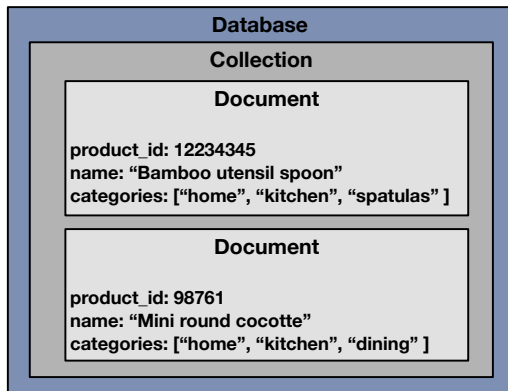 Database
Collection
Document
product_id: 12234345
name: “Bamboo utensil spoon”
categories: [“home”, “kitchen”, “spatulas” ]
Document
product_id: 98761
name: “Mini round cocotte”
categories: [“home”, “kitchen”, “dining” ]